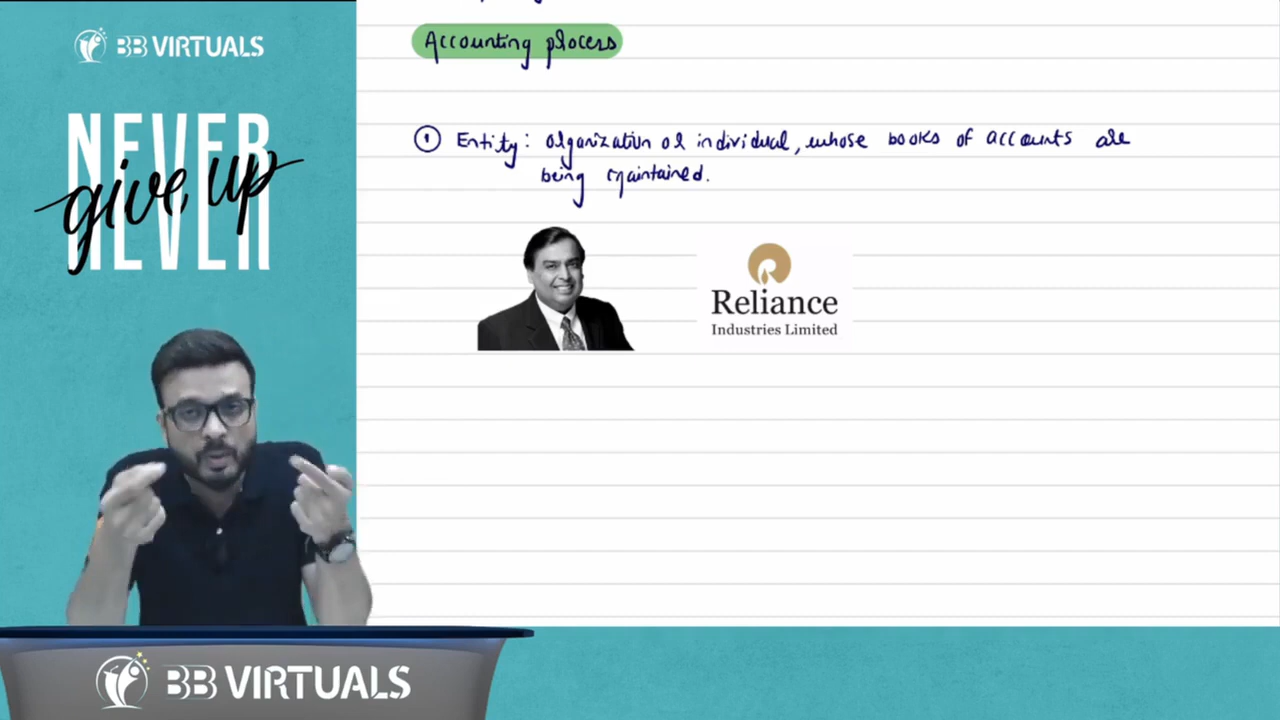 BB VIRTUALS
NEVER
give up
NEVER
Accounting process
① Entity: Organization or individual, whose books of accounts are
being maintained.
Reliance
Industries Limited
BB VIRTUALS